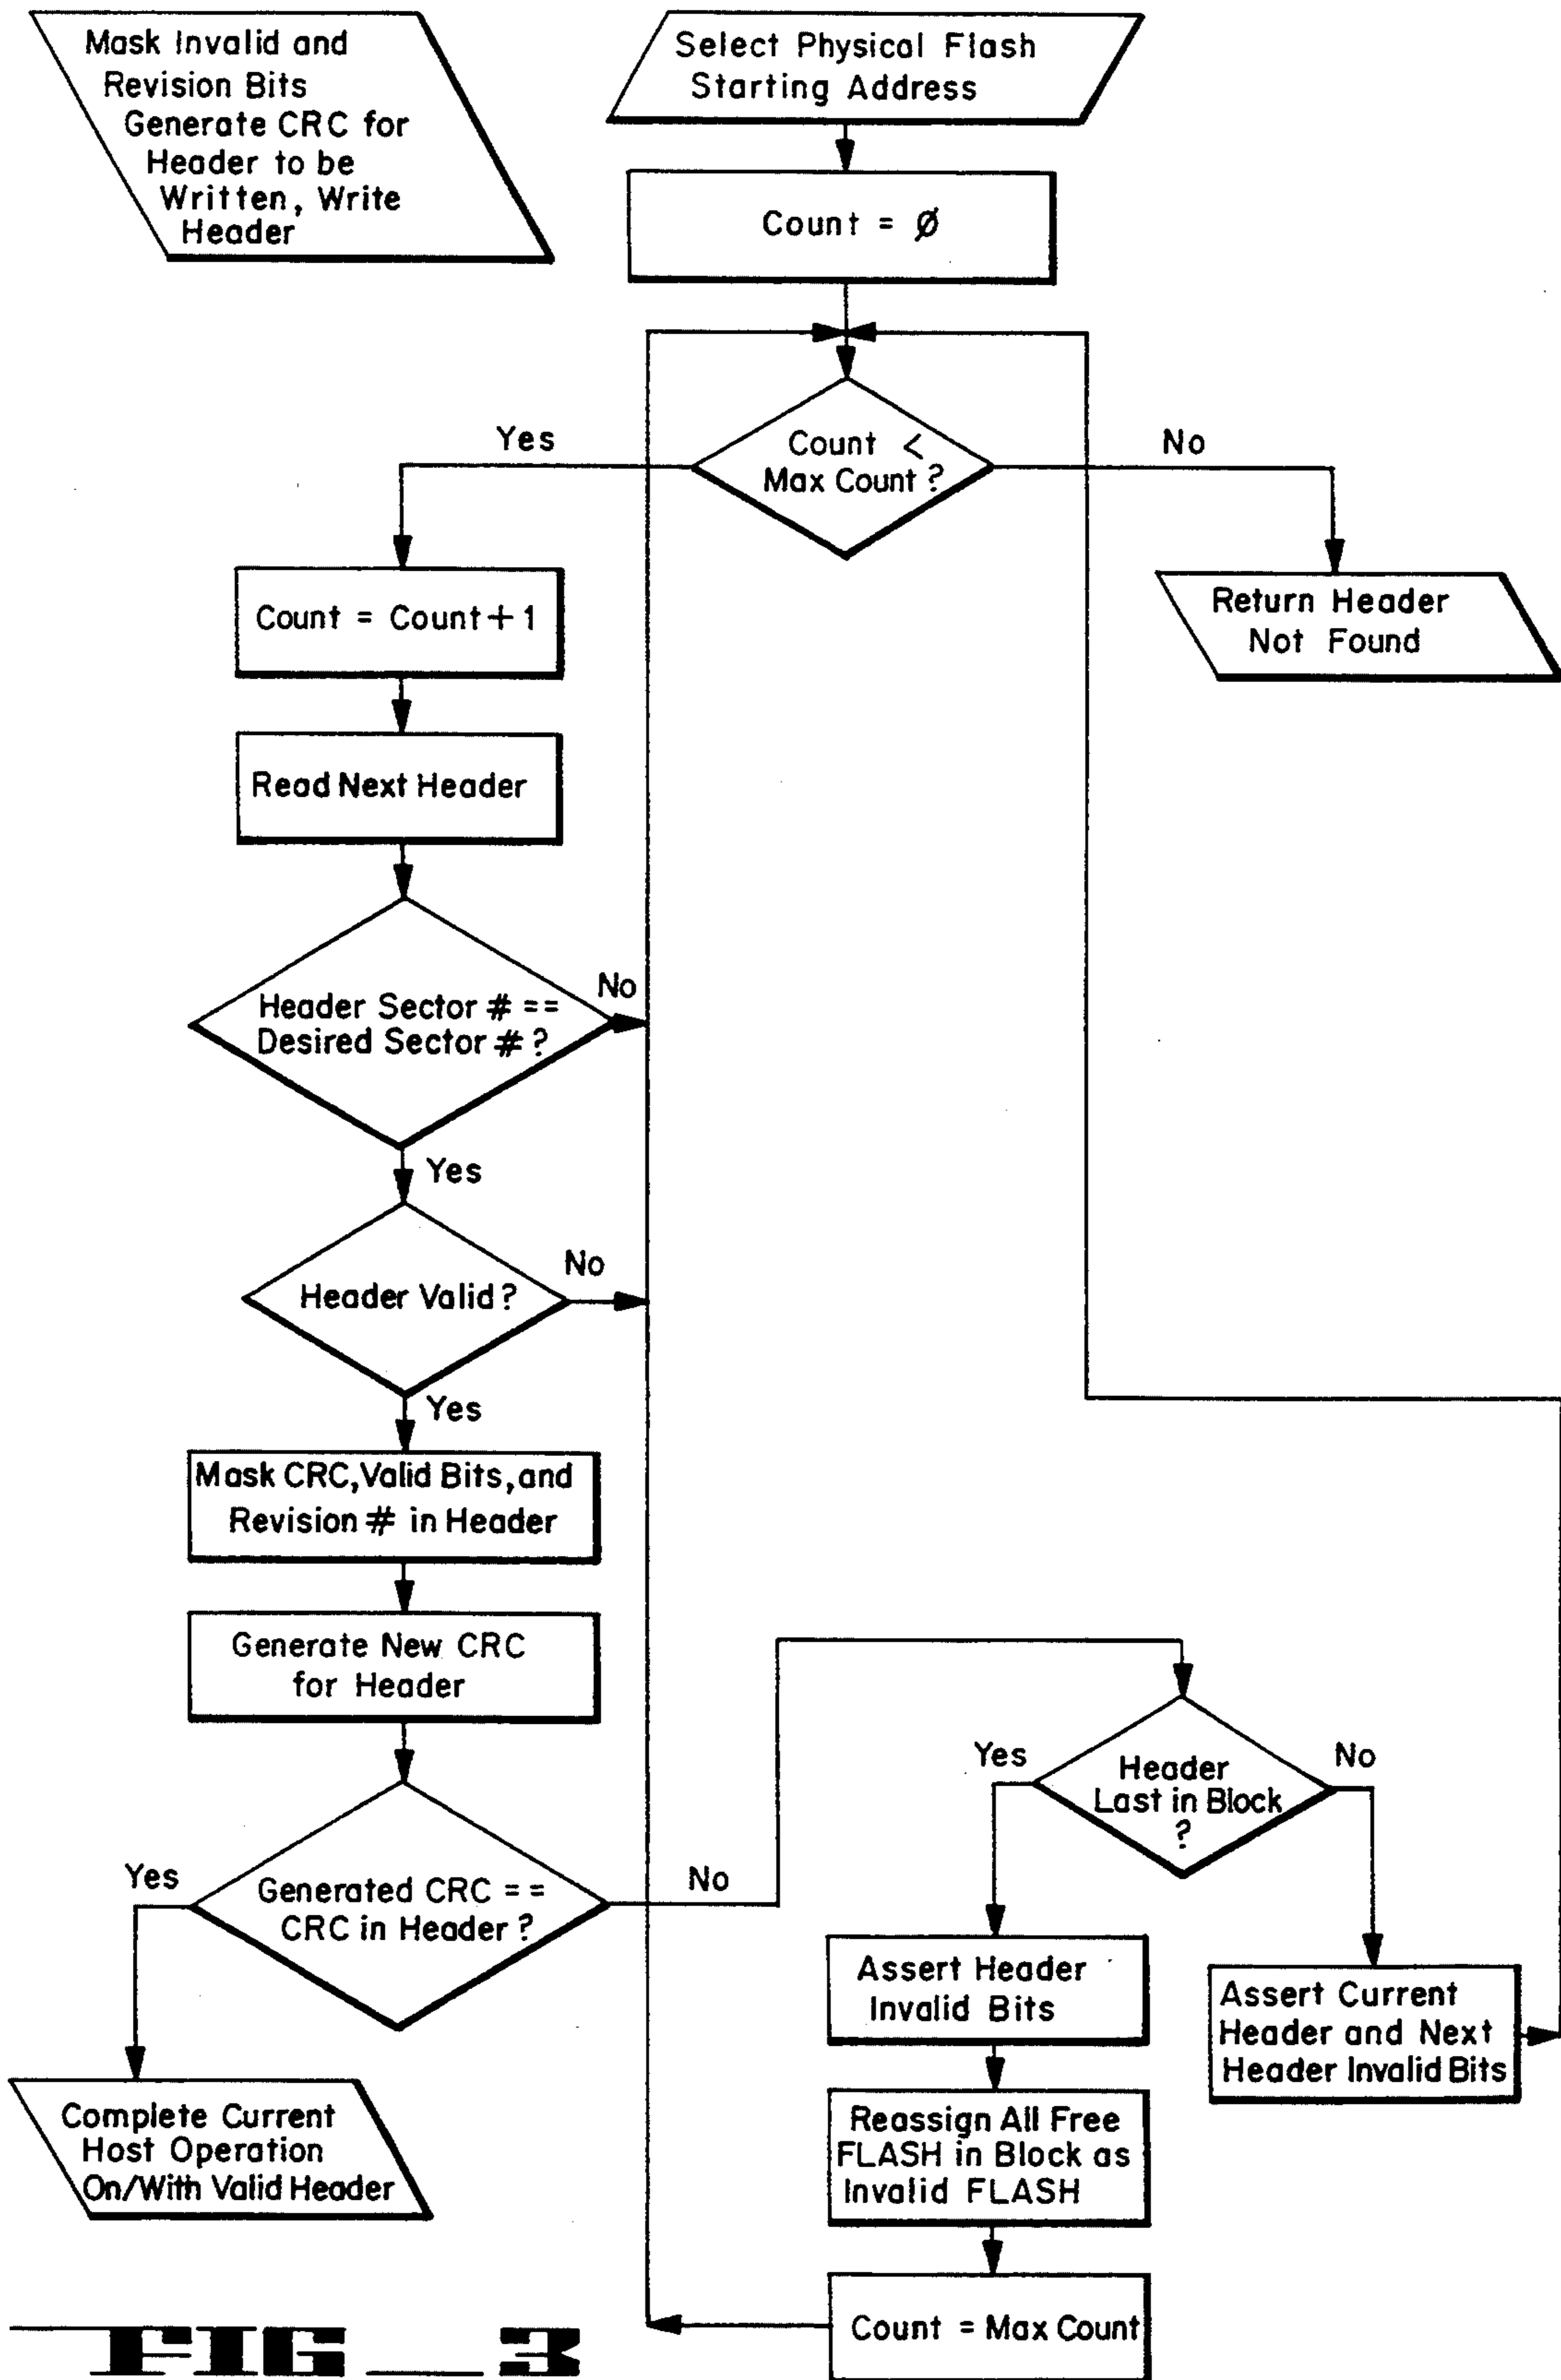 Mask Invalid and
Revision Bits
Generate CRC for
Header to be
Written, Write
Header
Select Physical Flash
Starting Address
Count = Ø
Count <
Max Count?
Yes
No
Count = Count+1
Return Header
Not Found
Read Next Header
Header Sector # ==
Desired Sector #?
No
Yes
Header Valid?
No
Yes
Mask CRC, Valid Bits, and
Revision # in Header
Generate New CRC
for Header
Generated CRC ==
CRC in Header?
Yes
No
Header
Last in Block
?
Yes
No
Assert Header
Invalid Bits
Assert Current
Header and Next
Header Invalid Bits
Complete Current
Host Operation
On/With Valid Header
Reassign All Free
FLASH in Block as
Invalid FLASH
Count = Max Count
FIG_3